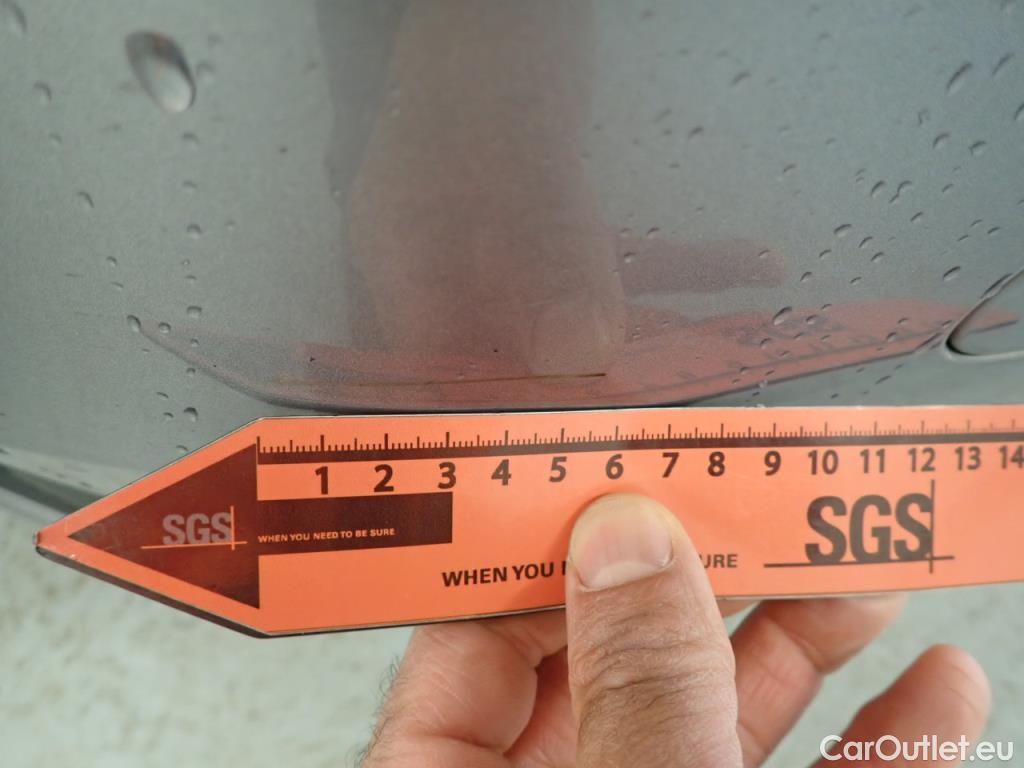 1 2 3 4 5 6 7 8 9 10 11 12 13 14
SGS
WHEN YOU NEED TO BE SURE
SGS
WHEN YOU
CarOutlet.eu